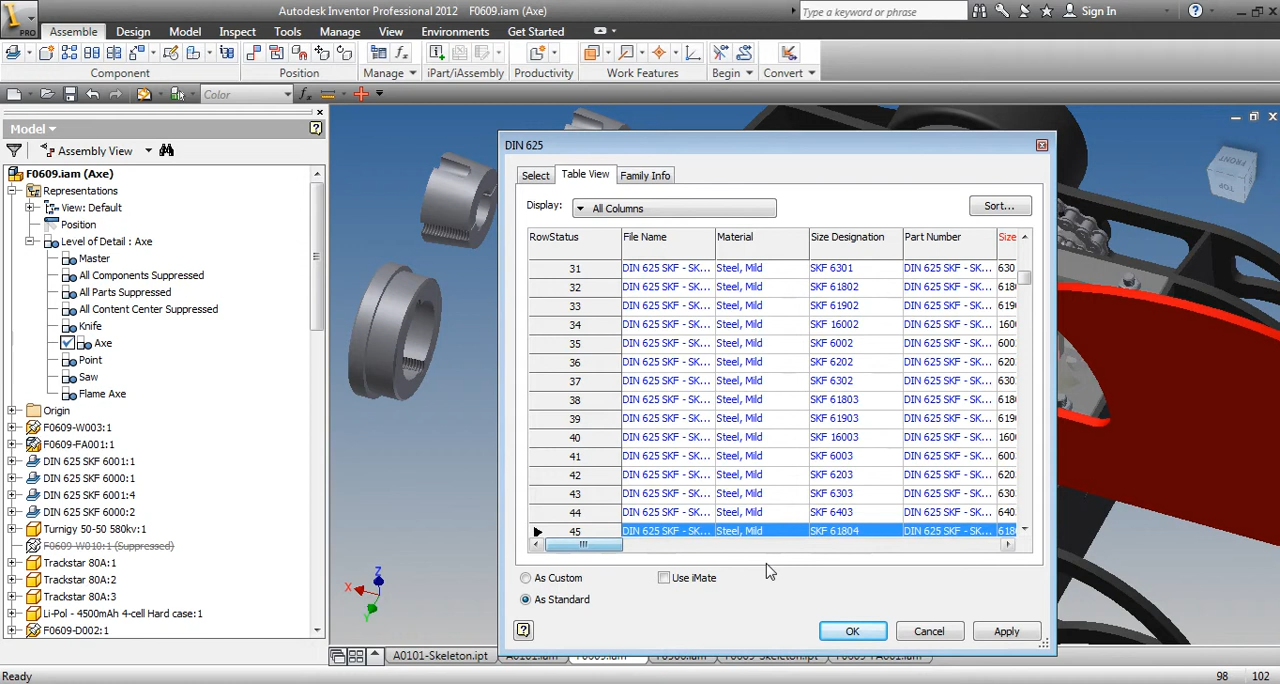 Autodesk Inventor Professional 2012 F0609.iam (Axe)
Type a keyword or phrase
Sign In
PRO
Assemble Design Model Inspect Tools Manage View Environments Get Started
Component
Position
Manage
iPart/iAssembly
Productivity
Work Features
Begin
Convert
Color
Model
Assembly View
F0609.iam (Axe)
Representations
View: Default
Position
Level of Detail : Axe
Master
All Components Suppressed
All Parts Suppressed
All Content Center Suppressed
Knife
Axe
Point
Saw
Flame Axe
Origin
F0609-W003:1
F0609-FA001:1
DIN 625 SKF 6001:1
DIN 625 SKF 6000:1
DIN 625 SKF 6001:4
DIN 625 SKF 6000:2
Turnigy 50-50 580kv:1
F0609-W010:1 (Suppressed)
Trackstar 80A:1
Trackstar 80A:2
Trackstar 80A:3
Li-Pol - 4500mAh 4-cell Hard case:1
F0609-D002:1
FRONT
TOP
Z
X
Y
DIN 625
Select Table View Family Info
Display: All Columns Sort...
RowStatus File Name Material Size Designation Part Number Size
31 DIN 625 SKF - SK... Steel, Mild SKF 6301 DIN 625 SKF - SK... 630
32 DIN 625 SKF - SK... Steel, Mild SKF 61802 DIN 625 SKF - SK... 618
33 DIN 625 SKF - SK... Steel, Mild SKF 61902 DIN 625 SKF - SK... 619
34 DIN 625 SKF - SK... Steel, Mild SKF 16002 DIN 625 SKF - SK... 160
35 DIN 625 SKF - SK... Steel, Mild SKF 6002 DIN 625 SKF - SK... 600
36 DIN 625 SKF - SK... Steel, Mild SKF 6202 DIN 625 SKF - SK... 620
37 DIN 625 SKF - SK... Steel, Mild SKF 6302 DIN 625 SKF - SK... 630
38 DIN 625 SKF - SK... Steel, Mild SKF 61803 DIN 625 SKF - SK... 618
39 DIN 625 SKF - SK... Steel, Mild SKF 61903 DIN 625 SKF - SK... 619
40 DIN 625 SKF - SK... Steel, Mild SKF 16003 DIN 625 SKF - SK... 160
41 DIN 625 SKF - SK... Steel, Mild SKF 6003 DIN 625 SKF - SK... 600
42 DIN 625 SKF - SK... Steel, Mild SKF 6203 DIN 625 SKF - SK... 620
43 DIN 625 SKF - SK... Steel, Mild SKF 6303 DIN 625 SKF - SK... 630
44 DIN 625 SKF - SK... Steel, Mild SKF 6403 DIN 625 SKF - SK... 640
45 DIN 625 SKF - SK... Steel, Mild SKF 61804 DIN 625 SKF - SK... 618
As Custom Use iMate
As Standard
OK Cancel Apply
A0101-Skeleton.ipt
Ready 98 102